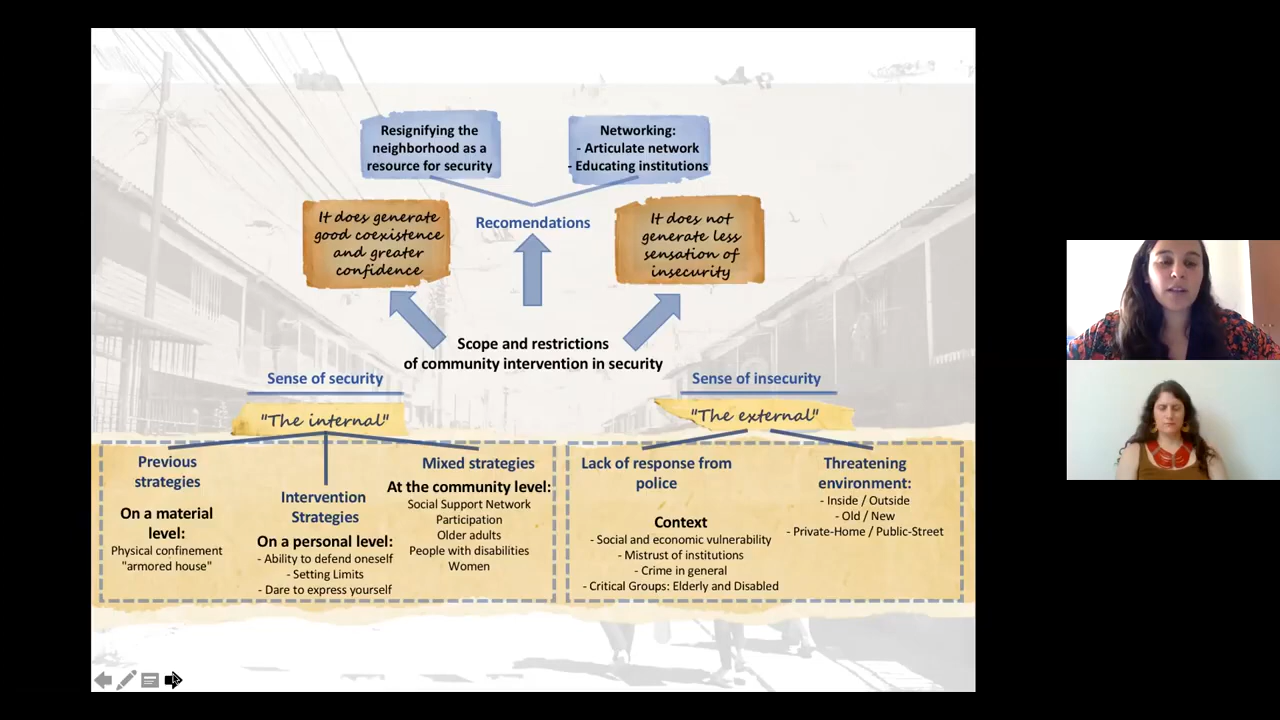 Resignifying the
neighborhood as a
resource for security
Networking:
- Articulate network
- Educating institutions
It does generate
good coexistence
and greater
confidence
Recomendations
It does not
generate less
sensation of
insecurity
Scope and restrictions
of community intervention in security
Sense of security
"The internal"
Previous
strategies
On a material
level:
Physical confinement
"armored house"
Intervention
Strategies
On a personal level:
- Ability to defend oneself
- Setting Limits
- Dare to express yourself
Mixed strategies
At the community level:
Social Support Network
Participation
Older adults
People with disabilities
Women
Sense of insecurity
"The external"
Lack of response from
police
Context
- Social and economic vulnerability
- Mistrust of institutions
- Crime in general
- Critical Groups: Elderly and Disabled
Threatening
environment:
- Inside / Outside
- Old / New
- Private-Home / Public-Street